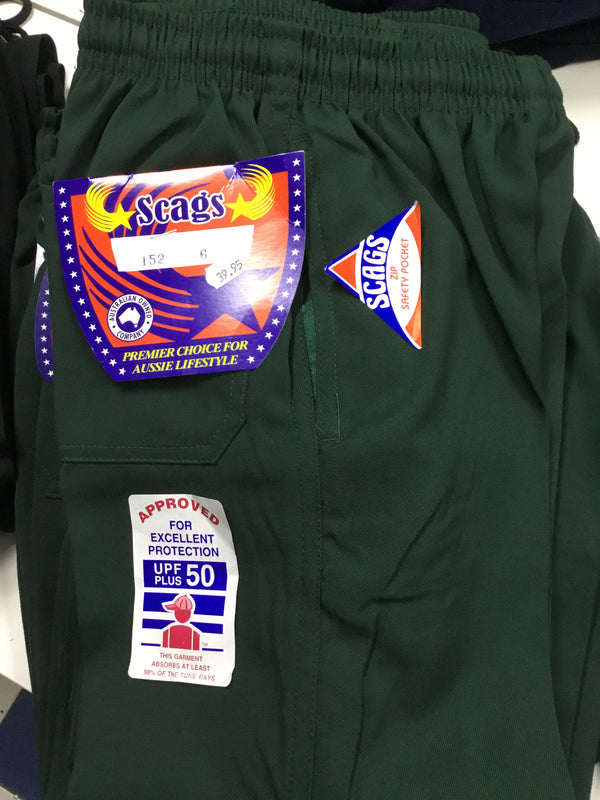 Scags
152 6
39.95
AUSTRALIAN OWNED
COMPANY
PREMIER CHOICE FOR
AUSSIE LIFESTYLE
SCAGS
ZIP
SAFETY POCKET
APPROVED
FOR
EXCELLENT
PROTECTION
UPF
PLUS 50
TM
THIS GARMENT
ABSORBS AT LEAST
98% OF THE SUNS' RAYS